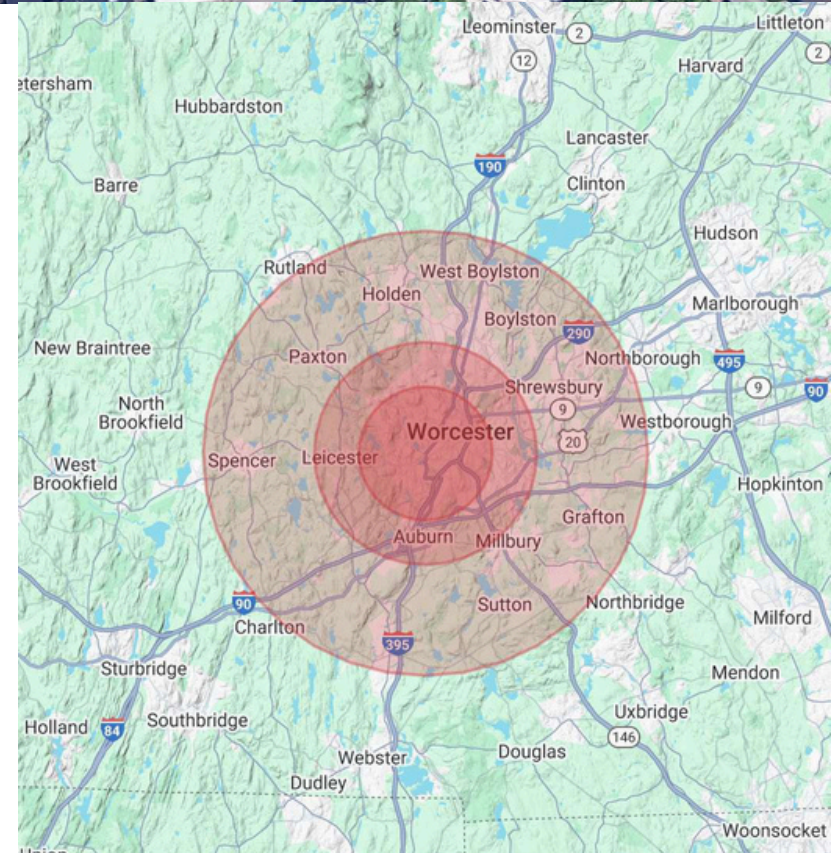 Leominster
2
Littleton
12
2
Harvard
etersham
Hubbardston
Lancaster
190
Clinton
Barre
Hudson
Rutland
West Boylston
Holden
Marlborough
Boylston
290
New Braintree
Paxton
Northborough
495
Shrewsbury
9
90
North
Brookfield
9
Westborough
Worcester
20
Spencer
Leicester
West
Brookfield
Hopkinton
Grafton
Auburn
Millbury
90
Sutton
Northbridge
Charlton
Milford
395
Sturbridge
Mendon
Holland
84
Southbridge
Uxbridge
146
Webster
Douglas
Dudley
Woonsocket